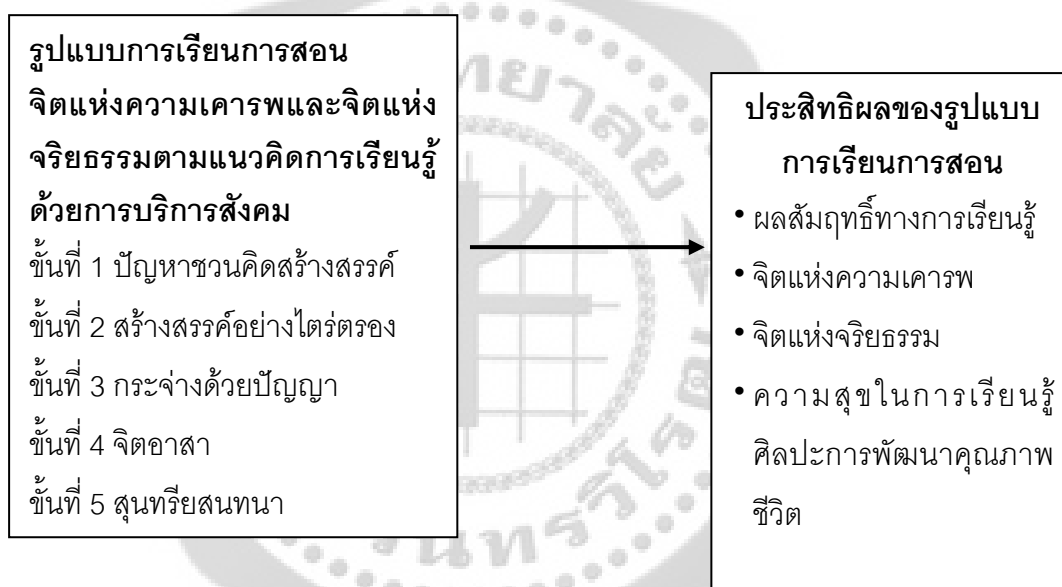 รูปแบบการเรียนการสอน
จิตแห่งความเคารพและจิตแห่ง
จริยธรรมตามแนวคิดการเรียนรู้
ด้วยการบริการสังคม
ขั้นที่ 1 ปัญหาชวนคิดสร้างสรรค์
ขั้นที่ 2 สร้างสรรค์อย่างไตร่ตรอง
ขั้นที่ 3 กระจ่างด้วยปัญญา
ขั้นที่ 4 จิตอาสา
ขั้นที่ 5 สุนทรียสนทนา
ประสิทธิผลของรูปแบบ
การเรียนการสอน
• ผลสัมฤทธิ์ทางการเรียนรู้
• จิตแห่งความเคารพ
• จิตแห่งจริยธรรม
• ความสุขในการเรียนรู้
ศิลปะการพัฒนาคุณภาพ
ชีวิต